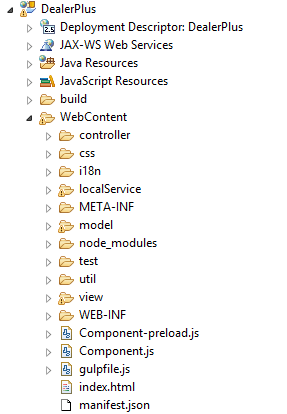 DealerPlus
Deployment Descriptor: DealerPlus
JAX-WS Web Services
Java Resources
JavaScript Resources
build
WebContent
controller
css
i18n
localService
META-INF
model
node_modules
test
util
view
WEB-INF
Component-preload.js
Component.js
gulpfile.js
index.html
manifest.json